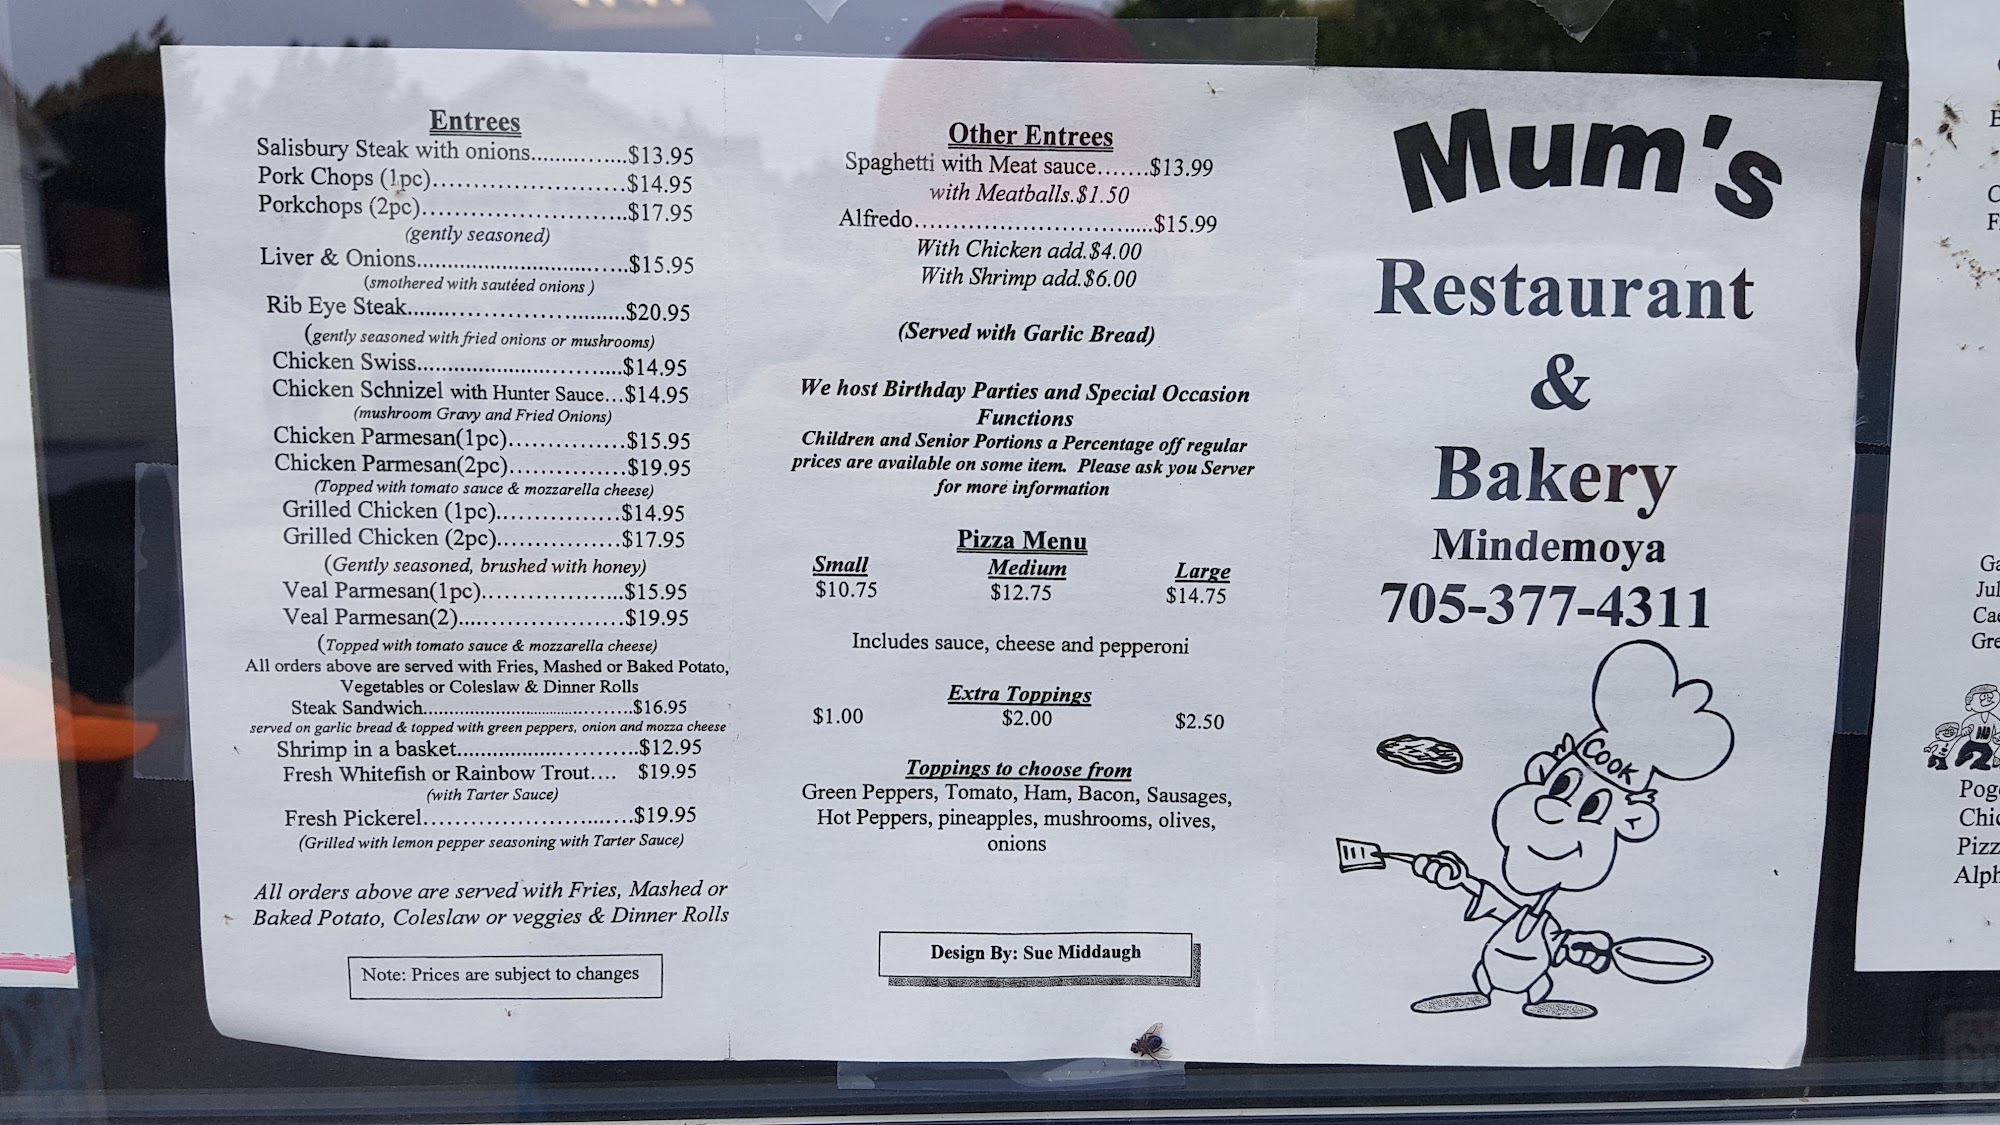 Entrees
Salisbury Steak with onions.............$13.95
Pork Chops (1pc)..........................$14.95
Porkchops (2pc)............................$17.95
(gently seasoned)
Liver & Onions....................................$15.95
(smothered with sautéed onions )
Rib Eye Steak.................................$20.95
(gently seasoned with fried onions or mushrooms)
Chicken Swiss...................................$14.95
Chicken Schnizel with Hunter Sauce...$14.95
(mushroom Gravy and Fried Onions)
Chicken Parmesan(1pc)................$15.95
Chicken Parmesan(2pc)................$19.95
(Topped with tomato sauce & mozzarella cheese)
Grilled Chicken (1pc).................$14.95
Grilled Chicken (2pc).................$17.95
(Gently seasoned, brushed with honey)
Veal Parmesan(1pc)...................$15.95
Veal Parmesan(2).......................$19.95
(Topped with tomato sauce & mozzarella cheese)
All orders above are served with Fries, Mashed or Baked Potato,
Vegetables or Coleslaw & Dinner Rolls
Steak Sandwich.......................................$16.95
served on garlic bread & topped with green peppers, onion and mozza cheese
Shrimp in a basket..............................$12.95
Fresh Whitefish or Rainbow Trout.... $19.95
(with Tarter Sauce)
Fresh Pickerel.............................$19.95
(Grilled with lemon pepper seasoning with Tarter Sauce)
All orders above are served with Fries, Mashed or
Baked Potato, Coleslaw or veggies & Dinner Rolls
Note: Prices are subject to changes
Other Entrees
Spaghetti with Meat sauce.......$13.99
with Meatballs.$1.50
Alfredo.................................$15.99
With Chicken add.$4.00
With Shrimp add.$6.00
(Served with Garlic Bread)
We host Birthday Parties and Special Occasion
Functions
Children and Senior Portions a Percentage off regular
prices are available on some item. Please ask you Server
for more information
Pizza Menu
Small Medium Large
$10.75 $12.75 $14.75
Includes sauce, cheese and pepperoni
Extra Toppings
$1.00 $2.00 $2.50
Toppings to choose from
Green Peppers, Tomato, Ham, Bacon, Sausages,
Hot Peppers, pineapples, mushrooms, olives,
onions
Design By: Sue Middaugh
Mum's
Restaurant
&
Bakery
Mindemoya
705-377-4311
COOK